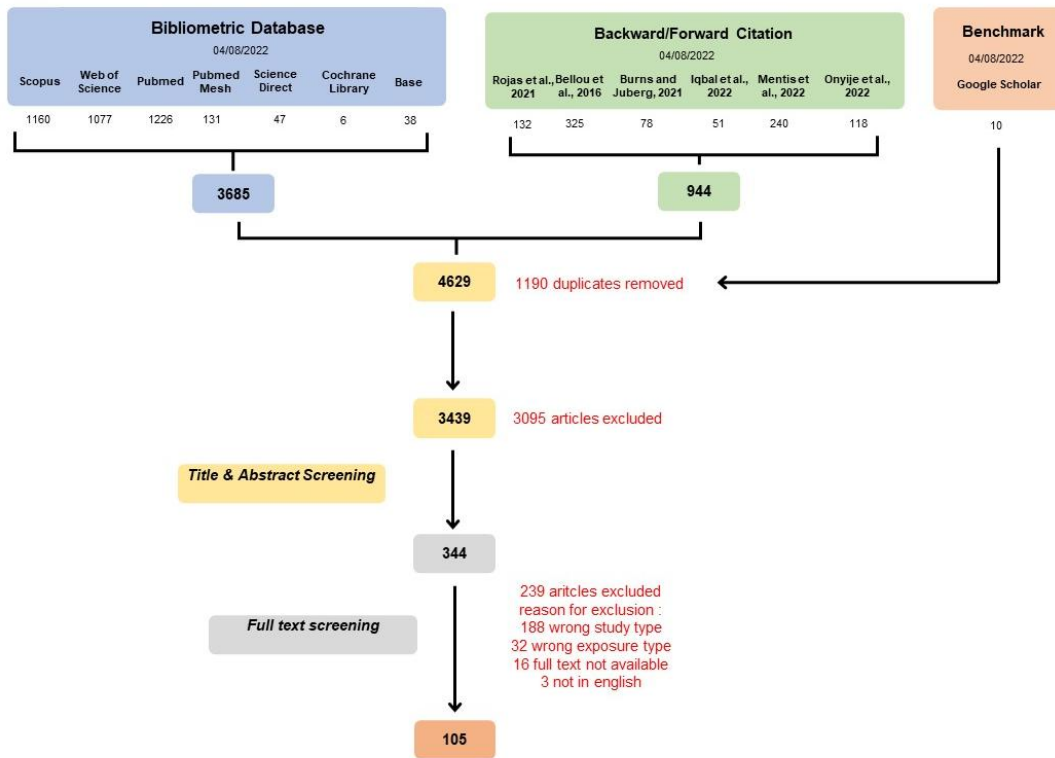 Bibliometric Database
04/08/2022
Scopus
Web of
Science
Pubmed
Pubmed
Mesh
Science
Direct
Cochrane
Library
Base
1160
1077
1226
131
47
6
38
3685
Backward/Forward Citation
04/08/2022
Rojas et al.,
2021
Bellou et
al., 2016
Burns and
Juberg, 2021
Iqbal et al.,
2022
Mentis et
al., 2022
Onyije et al.,
2022
132
325
78
51
240
118
944
Benchmark
04/08/2022
Google Scholar
10
4629
1190 duplicates removed
3439
3095 articles excluded
Title & Abstract Screening
344
239 aritcles excluded
reason for exclusion :
188 wrong study type
32 wrong exposure type
16 full text not available
3 not in english
Full text screening
105